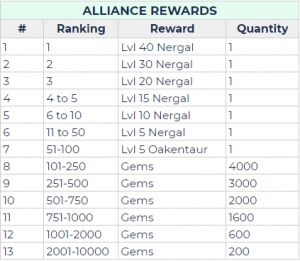 ALLIANCE REWARDS
# Ranking Reward Quantity
1 1 Lvl 40 Nergal 1
2 2 Lvl 30 Nergal 1
3 3 Lvl 20 Nergal 1
4 4 to 5 Lvl 15 Nergal 1
5 6 to 10 Lvl 10 Nergal 1
6 11 to 50 Lvl 5 Nergal 1
7 51-100 Lvl 5 Oakentaur 1
8 101-250 Gems 4000
9 251-500 Gems 3000
10 501-750 Gems 2000
11 751-1000 Gems 1600
12 1001-2000 Gems 600
13 2001-10000 Gems 200